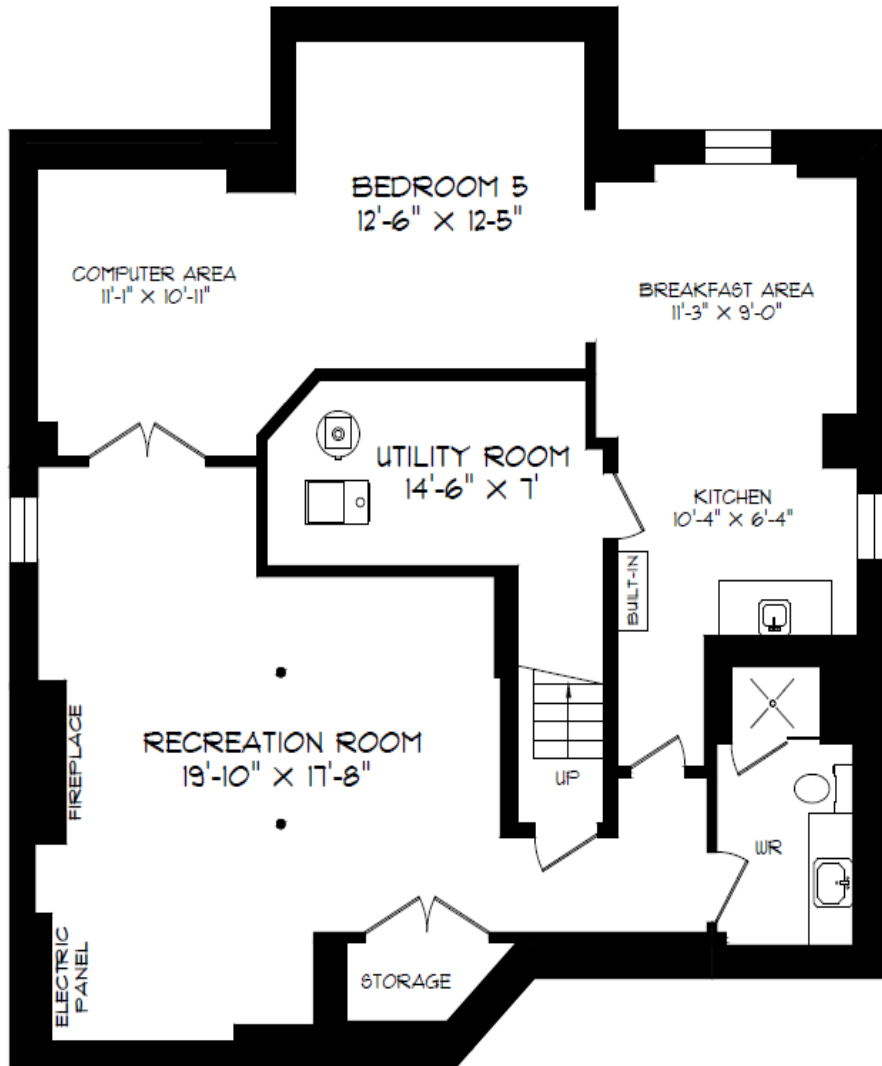 BEDROOM 5
12'-6" X 12-5"
COMPUTER AREA
11'-1" X 10'-11"
BREAKFAST AREA
11'-3" X 9'-0"
UTILITY ROOM
14'-6" X 7'
KITCHEN
10'-4" X 6'-4"
BUILT-IN
FIREPLACE
RECREATION ROOM
19'-10" X 17'-8"
UP
WR
ELECTRIC
PANEL
STORAGE